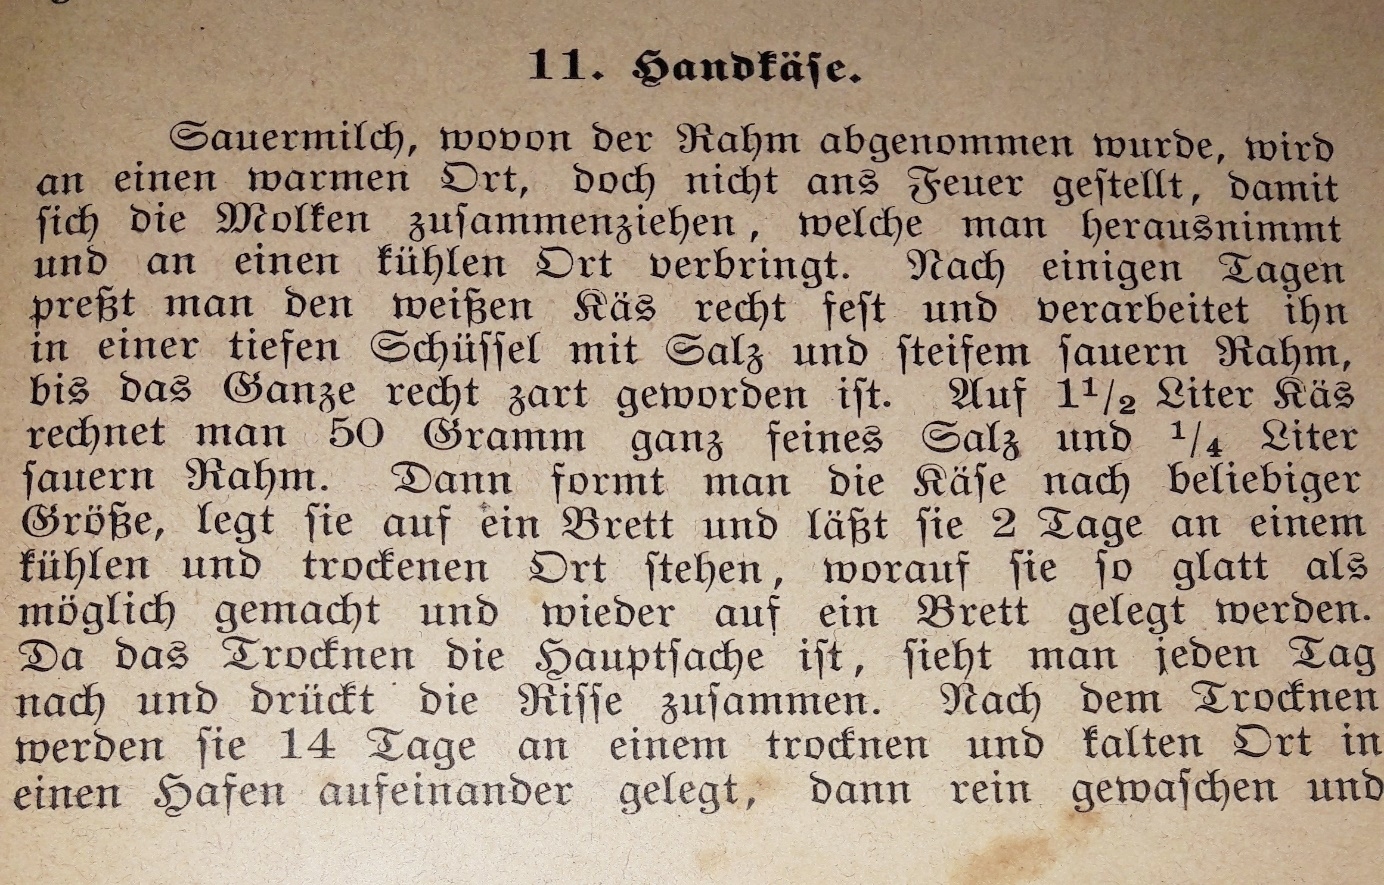 11. Handkäse.
Sauermilch, wovon der Rahm abgenommen wurde, wird
an einen warmen Ort, doch nicht ans Feuer gestellt, damit
sich die Molken zusammenziehen, welche man herausnimmt
und an einen kühlen Ort verbringt. Nach einigen Tagen
preßt man den weißen Käs recht fest und verarbeitet ihn
in einer tiefen Schüssel mit Salz und steifem sauern Rahm,
bis das Ganze recht zart geworden ist. Auf 1¹/₂ Liter Käs
rechnet man 50 Gramm ganz feines Salz und ¹/₄ Liter
sauern Rahm. Dann formt man die Käse nach beliebiger
Größe, legt sie auf ein Brett und läßt sie 2 Tage an einem
kühlen und trockenen Ort stehen, worauf sie so glatt als
möglich gemacht und wieder auf ein Brett gelegt werden.
Da das Trocknen die Hauptsache ist, sieht man jeden Tag
nach und drückt die Risse zusammen. Nach dem Trocknen
werden sie 14 Tage an einem trocknen und kalten Ort in
einen Hafen aufeinander gelegt, dann rein gewaschen und